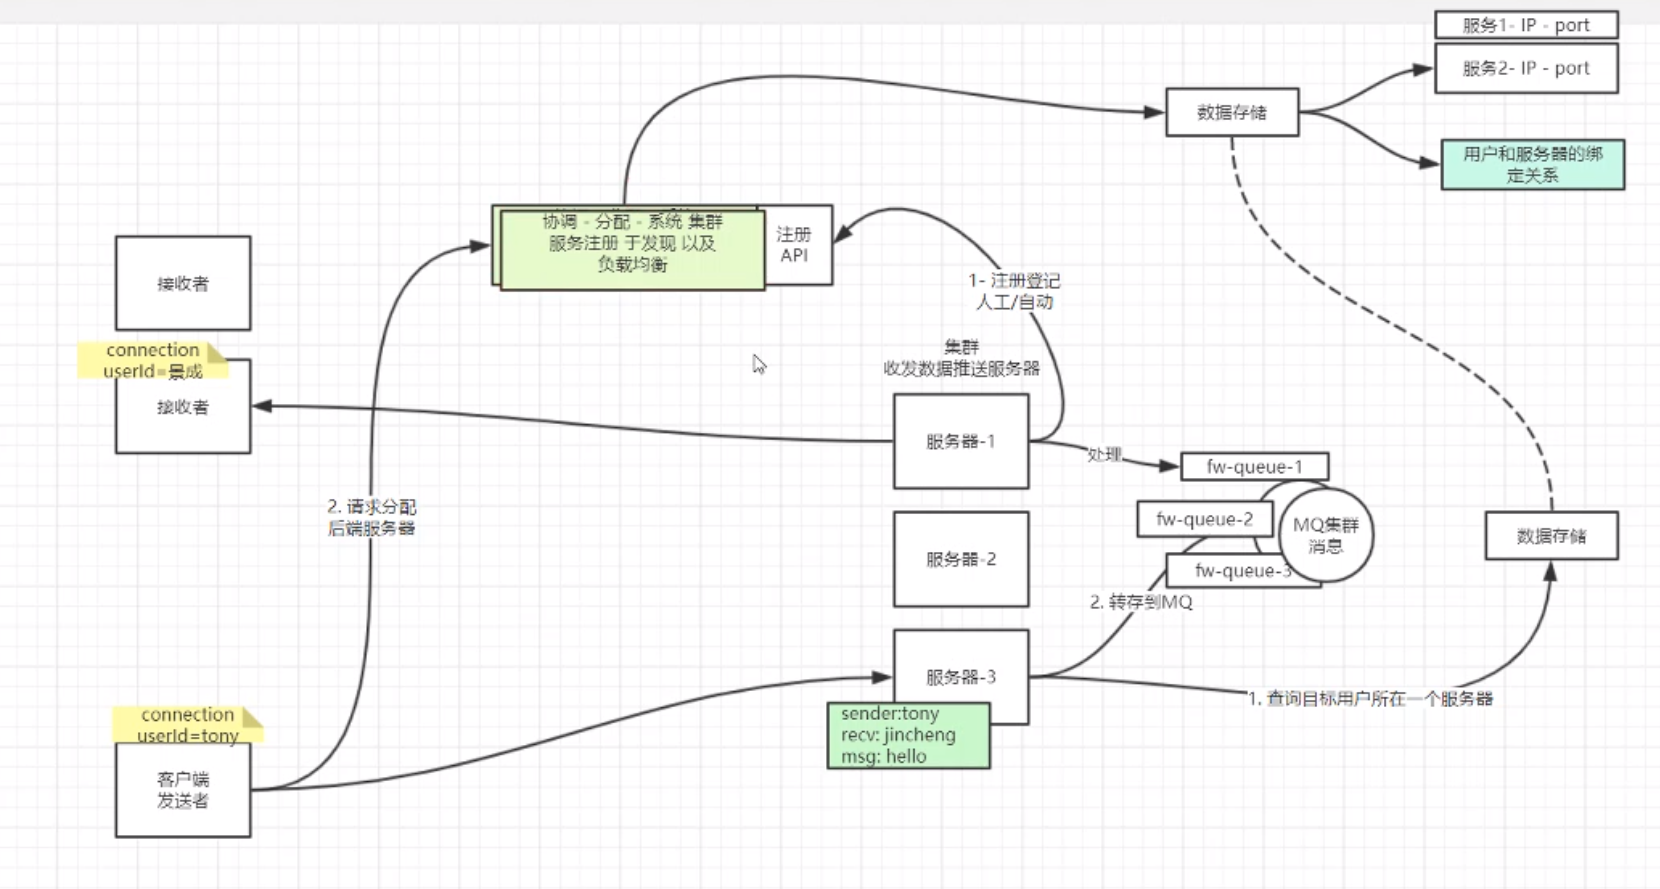 服务1- IP - port
服务2- IP - port
数据存储
用户和服务器的绑
定关系
协调 - 分配 - 系统 集群
服务注册 于发现 以及
负载均衡
注册
API
接收者
1- 注册登记
人工/自动
connection
userId=景成
接收者
集群
收发数据推送服务器
服务器-1
处理
fw-queue-1
fw-queue-2
MQ集群
消息
fw-queue-3
2. 请求分配
后端服务器
服务器-2
数据存储
2. 转存到MQ
服务器-3
1. 查询目标用户所在一个服务器
sender:tony
recv: jincheng
msg: hello
connection
userId=tony
客户端
发送者